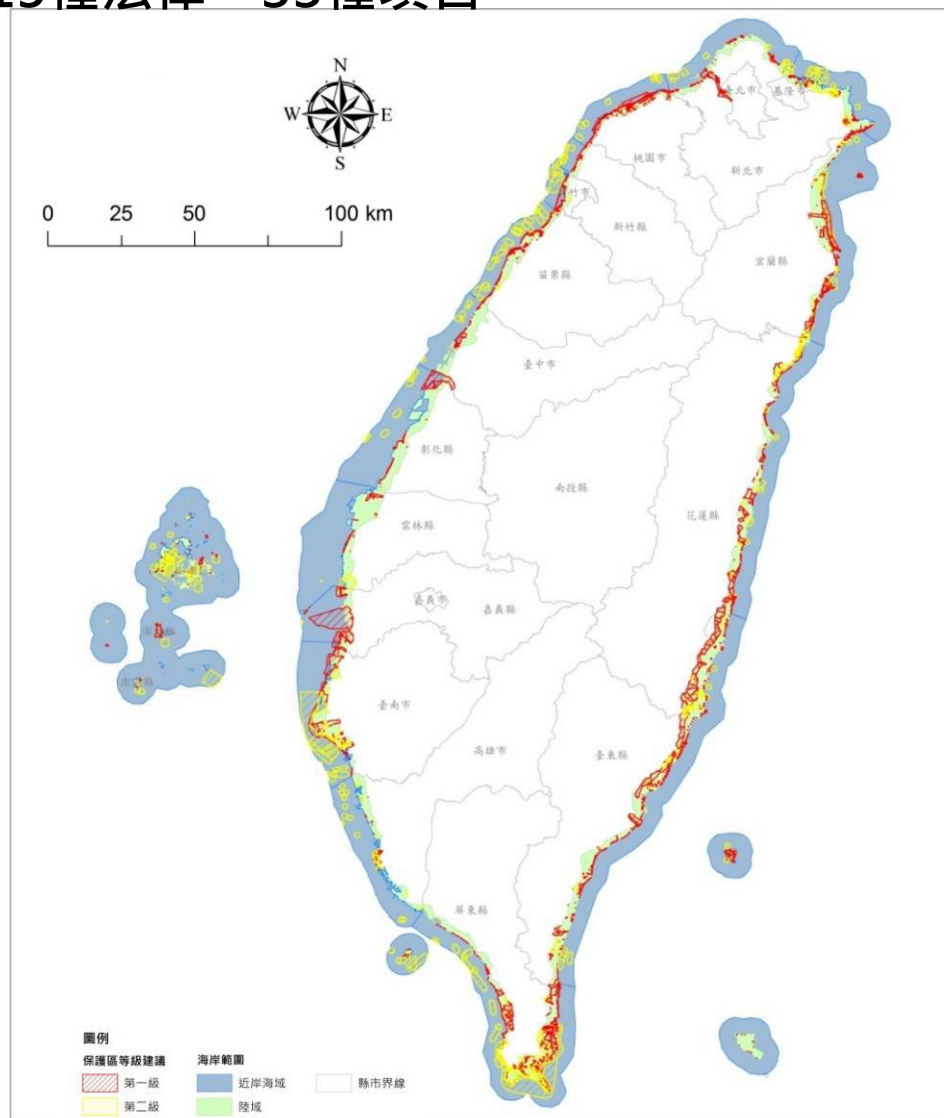 N
W
E
S
0 25 50 100 km
臺北市
基隆市
桃園市
新北市
竹市
新竹縣
宜蘭縣
苗栗縣
臺中市
彰化縣
南投縣
花蓮縣
雲林縣
嘉義市
嘉義縣
臺南市
高雄市
臺東縣
屏東縣
圖例
保護區等級建議
海岸範圍
第一級
近岸海域
縣市界線
第二級
陸域